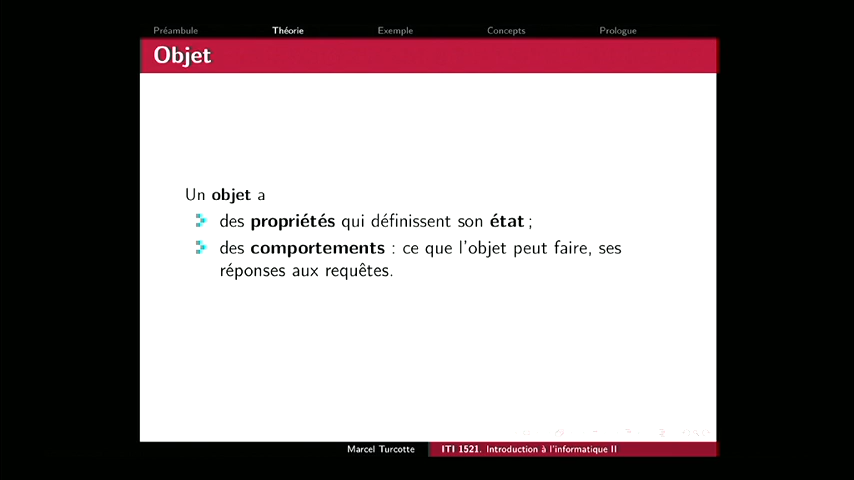 Préambule Théorie Exemple Concepts Prologue
Objet
Un objet a
des propriétés qui définissent son état ;
des comportements : ce que l'objet peut faire, ses
réponses aux requêtes.
Marcel Turcotte ITI 1521. Introduction à l'informatique II